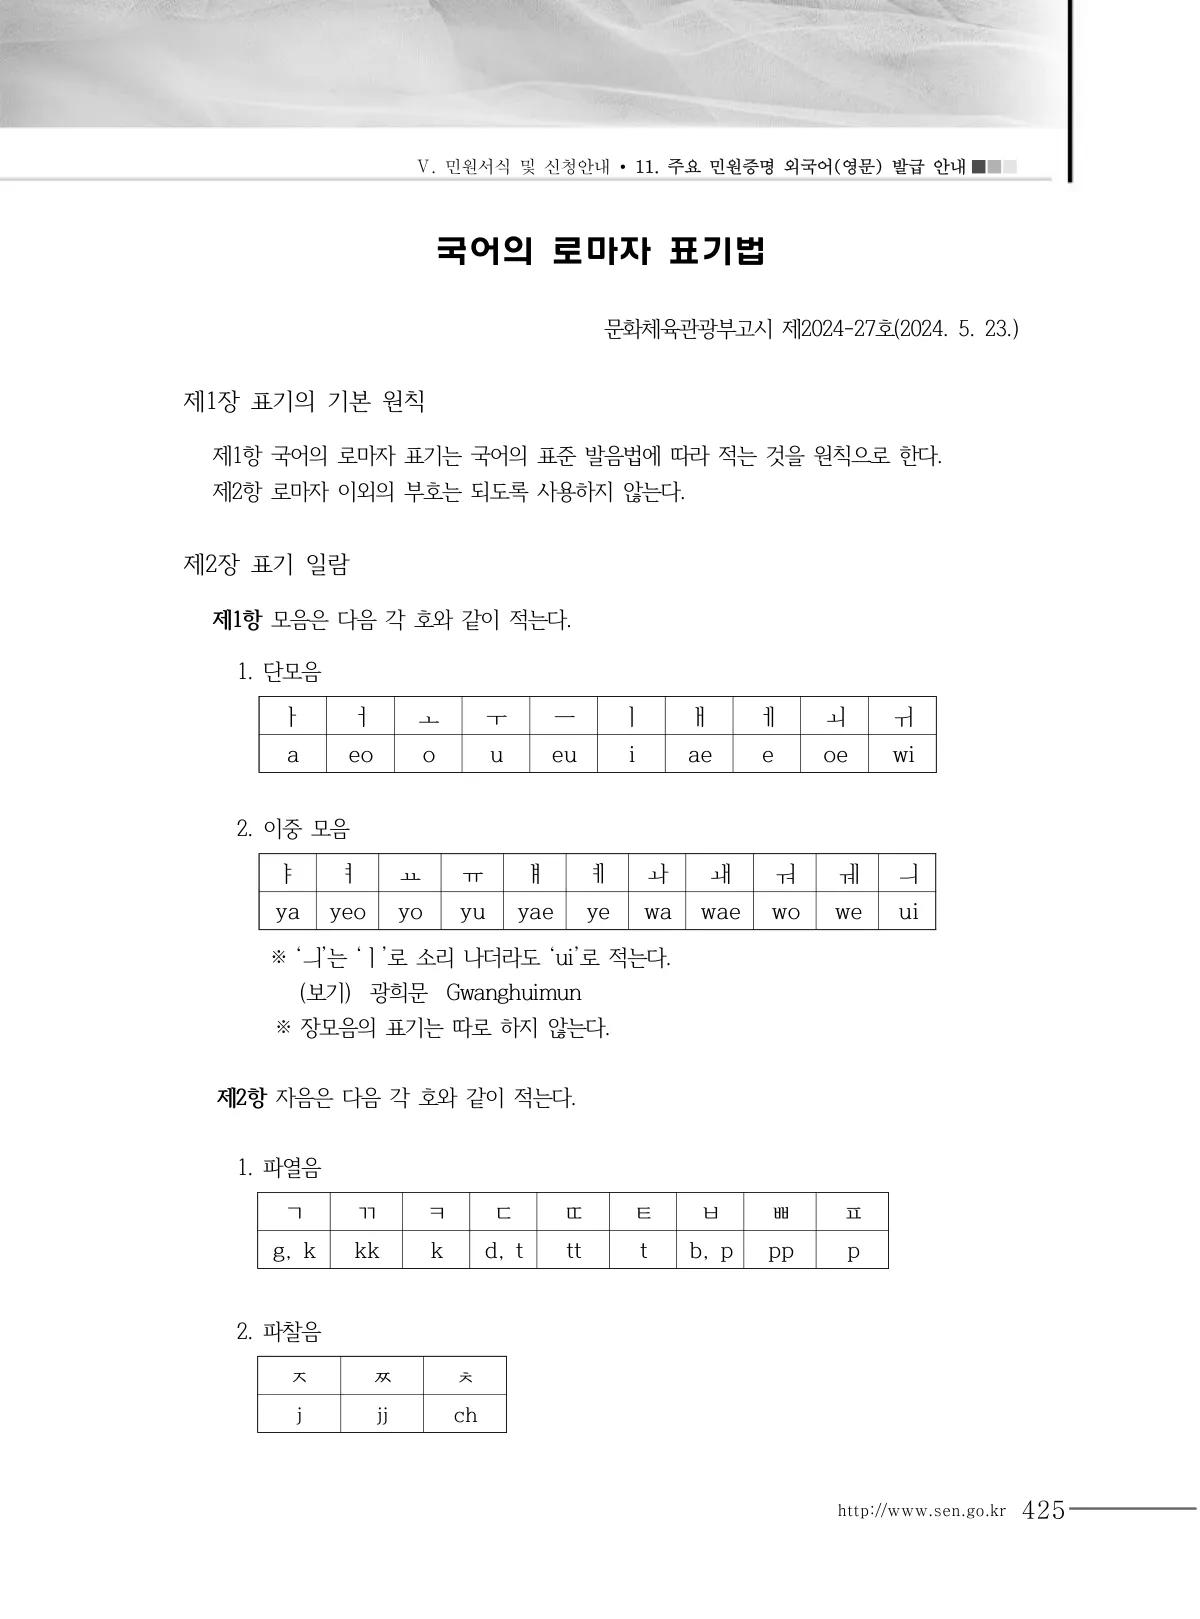 Ⅴ. 민원서식 및 신청안내 • 11. 주요 민원증명 외국어(영문) 발급 안내
국어의 로마자 표기법
문화체육관광부고시 제2024-27호(2024. 5. 23.)
제1장 표기의 기본 원칙
제1항 국어의 로마자 표기는 국어의 표준 발음법에 따라 적는 것을 원칙으로 한다.
제2항 로마자 이외의 부호는 되도록 사용하지 않는다.
제2장 표기 일람
제1항 모음은 다음 각 호와 같이 적는다.
1. 단모음
ㅏ ㅓ ㅗ ㅜ ㅡ ㅣ ㅐ ㅔ ㅚ ㅟ
a eo o u eu i ae e oe wi
2. 이중 모음
ㅑ ㅕ ㅛ ㅠ ㅒ ㅖ ㅘ ㅙ ㅝ ㅞ ㅢ
ya yeo yo yu yae ye wa wae wo we ui
※ ‘ㅢ’는 ‘ㅣ’로 소리 나더라도 ‘ui’로 적는다.
(보기) 광희문 Gwanghuimun
※ 장모음의 표기는 따로 하지 않는다.
제2항 자음은 다음 각 호와 같이 적는다.
1. 파열음
ㄱ ㄲ ㅋ ㄷ ㄸ ㅌ ㅂ ㅃ ㅍ
g, k kk k d, t tt t b, p pp p
2. 파찰음
ㅈ ㅉ ㅊ
j jj ch
http://www.sen.go.kr 425